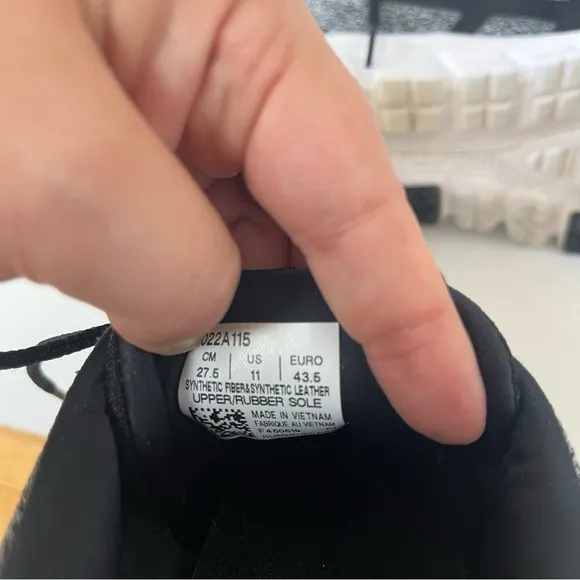 022A115
CM | US | EURO
27.5 | 11 | 43.5
SYNTHETIC FIBER&SYNTHETIC LEATHER
UPPER/RUBBER SOLE
MADE IN VIETNAM
FABRIQUE AU VIETNAM